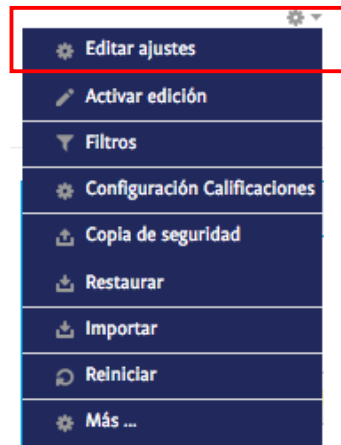 Editar ajustes
Activar edición
Filtros
Configuración Calificaciones
Copia de seguridad
Restaurar
Importar
Reiniciar
Más ...